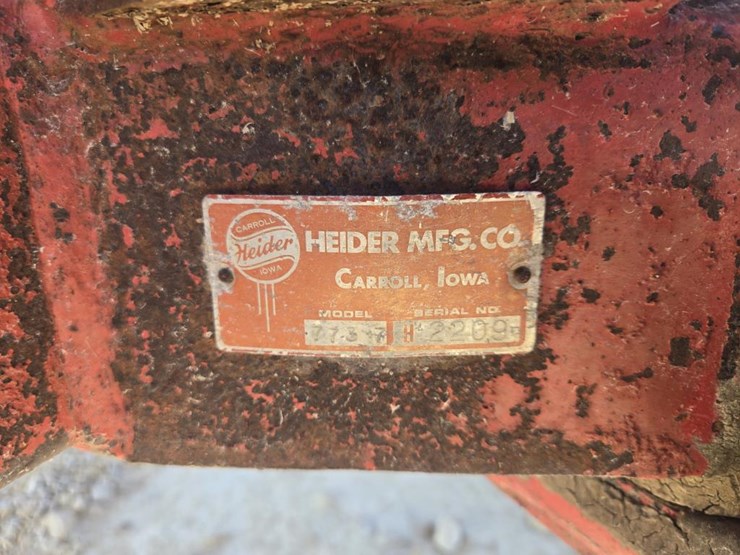 CARROLL
Heider
IOWA
HEIDER MFG. CO.
CARROLL, IOWA
MODEL SERIAL NO.